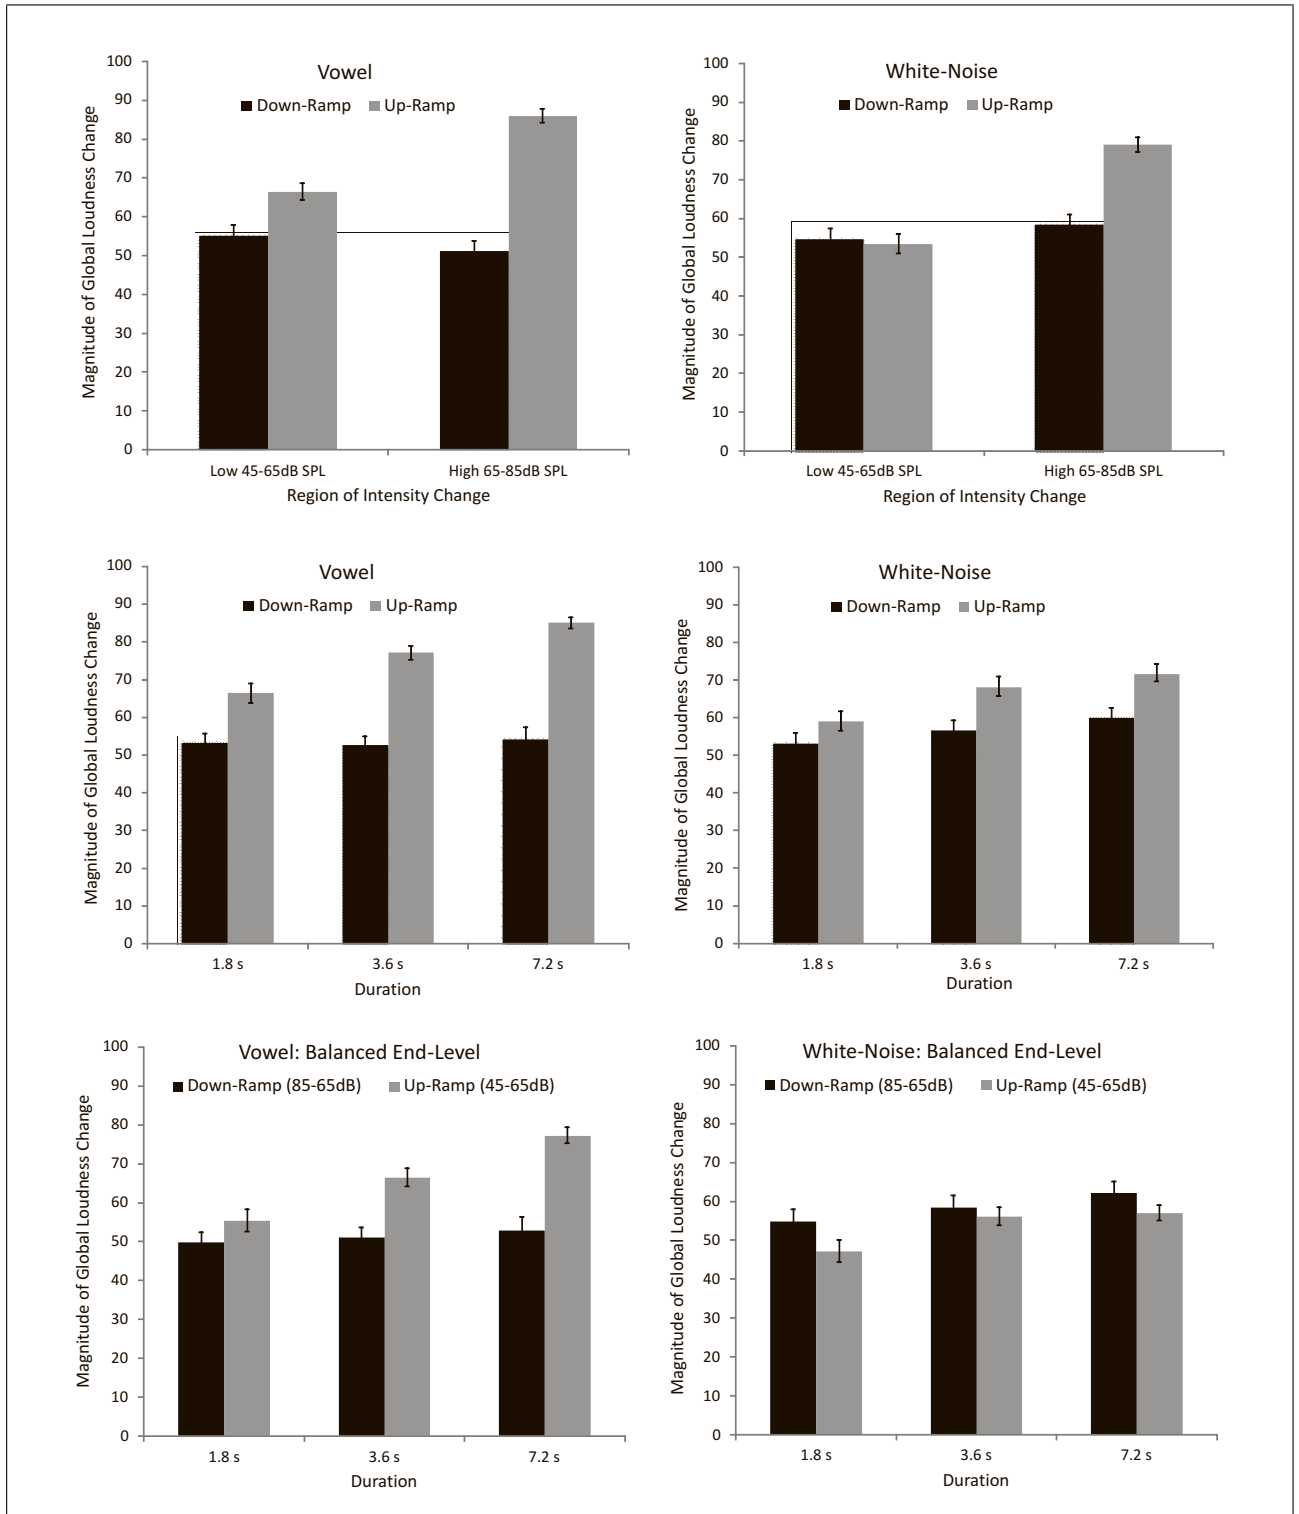 Vowel
Down-Ramp Up-Ramp
Magnitude of Global Loudness Change
100
90
80
70
60
50
40
30
20
10
0
Low 45-65dB SPL High 65-85dB SPL
Region of Intensity Change
White-Noise
Down-Ramp Up-Ramp
Magnitude of Global Loudness Change
100
90
80
70
60
50
40
30
20
10
0
Low 45-65dB SPL High 65-85dB SPL
Region of Intensity Change
Vowel
Down-Ramp Up-Ramp
Magnitude of Global Loudness Change
100
90
80
70
60
50
40
30
20
10
0
1.8 s 3.6 s 7.2 s
Duration
White-Noise
Down-Ramp Up-Ramp
Magnitude of Global Loudness Change
100
90
80
70
60
50
40
30
20
10
0
1.8 s 3.6 s 7.2 s
Duration
Vowel: Balanced End-Level
Down-Ramp (85-65dB) Up-Ramp (45-65dB)
Magnitude of Global Loudness Change
100
90
80
70
60
50
40
30
20
10
0
1.8 s 3.6 s 7.2 s
Duration
White-Noise: Balanced End-Level
Down-Ramp (85-65dB) Up-Ramp (45-65dB)
Magnitude of Global Loudness Change
100
90
80
70
60
50
40
30
20
10
0
1.8 s 3.6 s 7.2 s
Duration